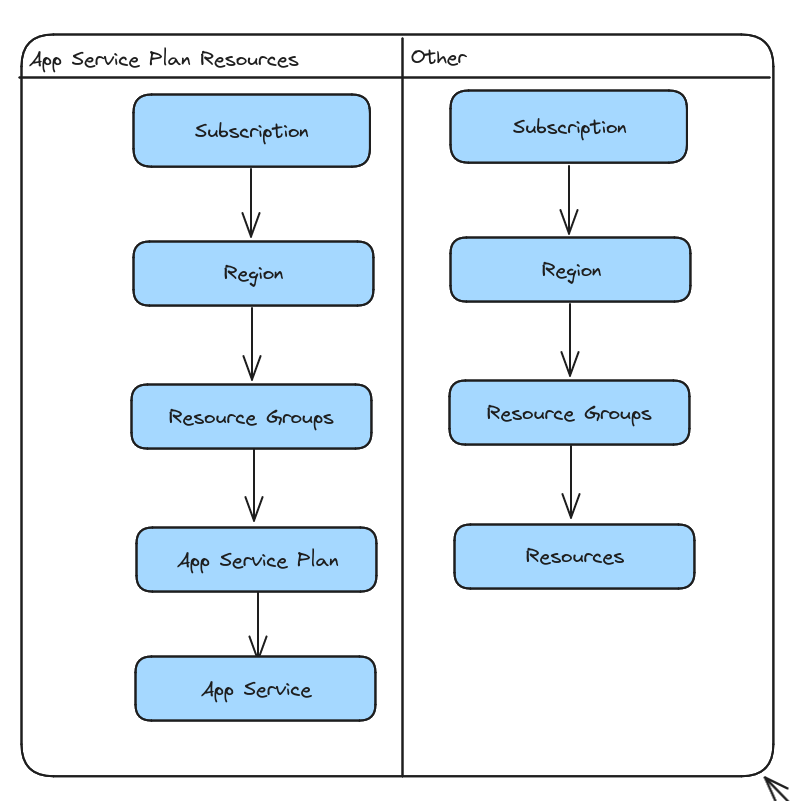 App Service Plan Resources
Other
Subscription
Region
Resource Groups
App Service Plan
App Service
Subscription
Region
Resource Groups
Resources